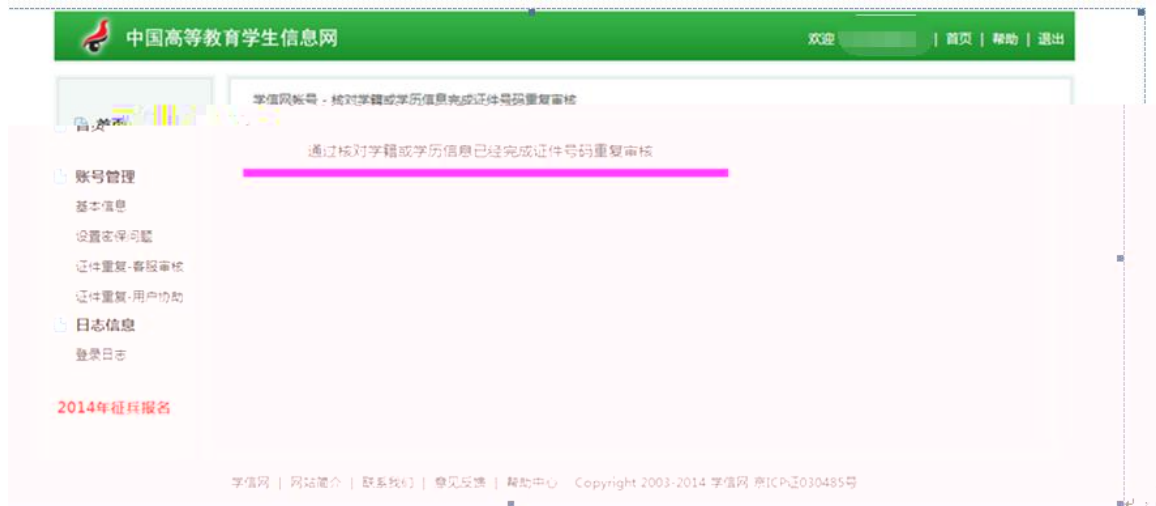 中国高等教育学生信息网
欢迎 | 首页 | 帮助 | 退出
学信网帐号 - 核对学籍或学历信息完成证件号码重复审核
首页
通过核对学籍或学历信息已经完成证件号码重复审核
账号管理
基本信息
设置密保问题
证件重复-客服审核
证件重复-用户协助
日志信息
登录日志
2014年征兵报名
学信网 | 网站简介 | 联系我们 | 意见反馈 | 帮助中心 Copyright 2003-2014 学信网 京ICP证030485号